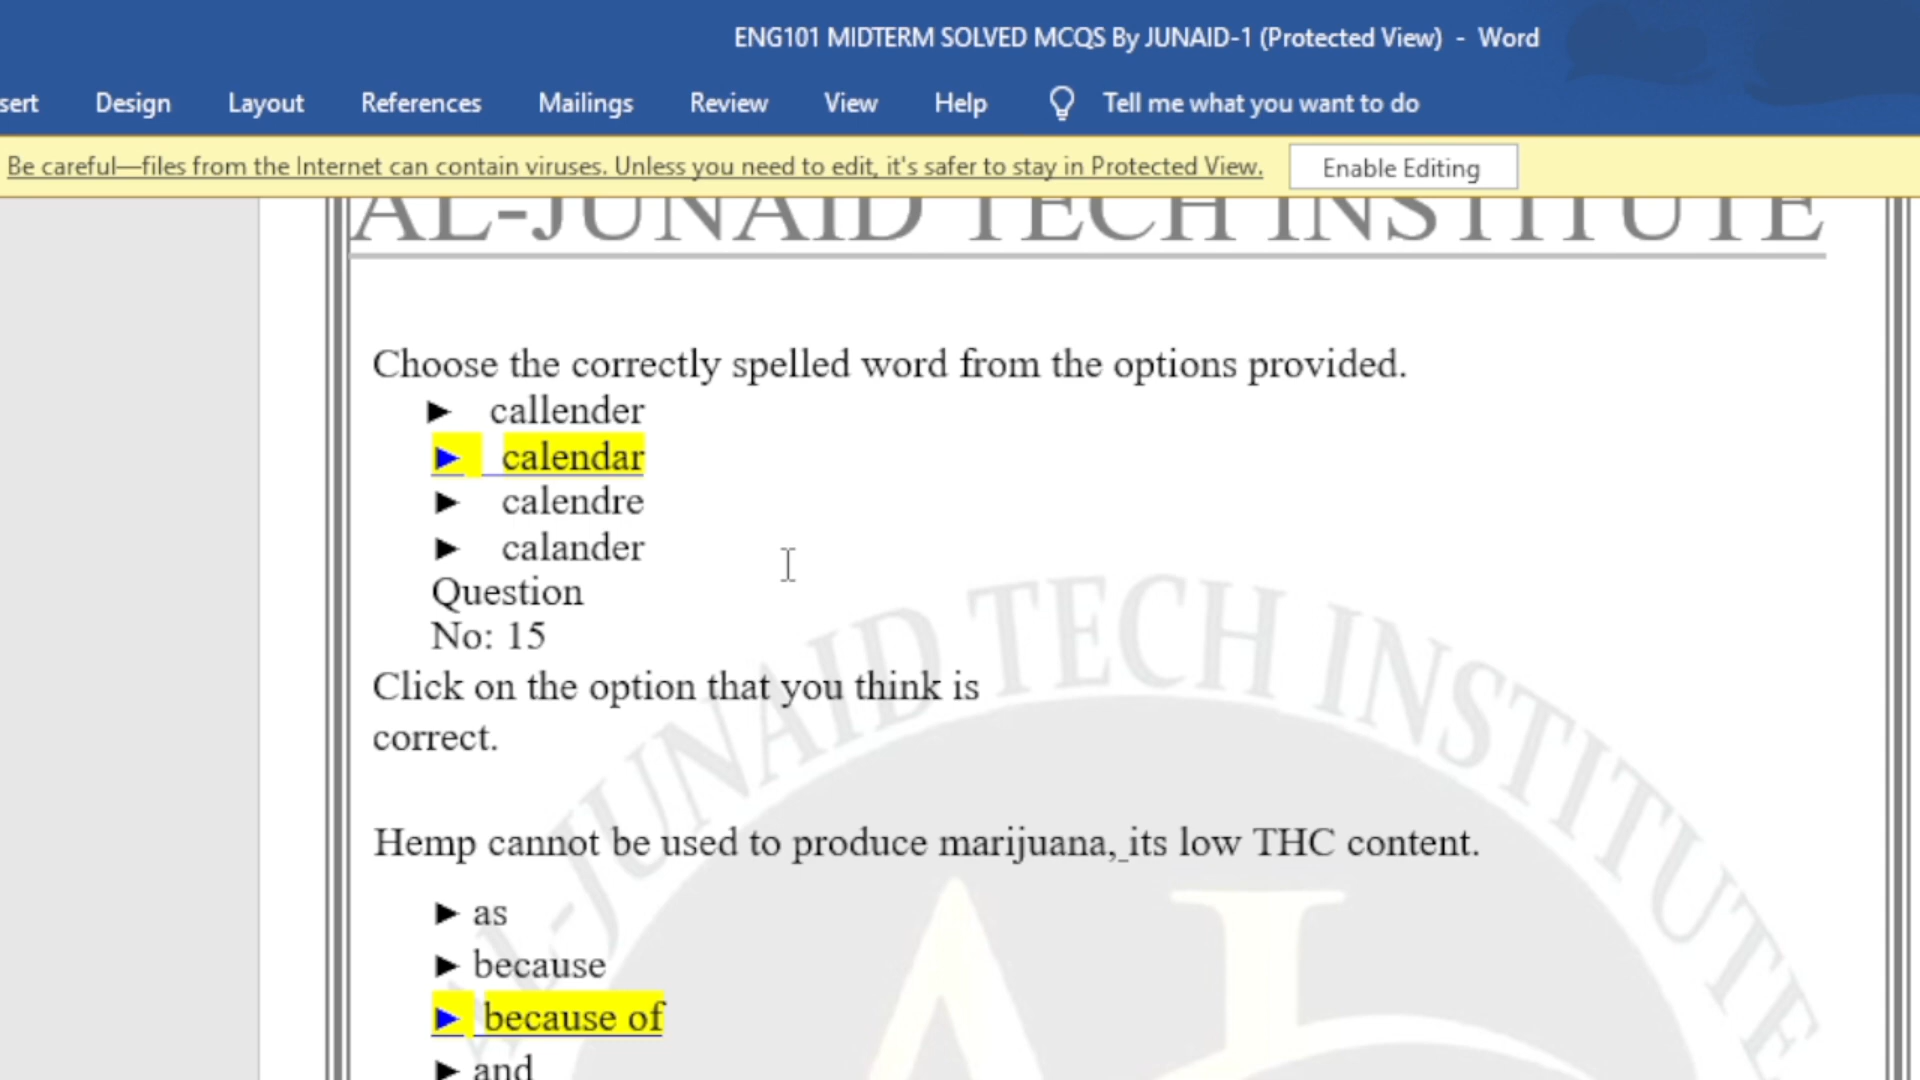 ENG101 MIDTERM SOLVED MCQS By JUNAID-1 (Protected View) - Word
sert Design Layout References Mailings Review View Help Tell me what you want to do
Be careful—files from the Internet can contain viruses. Unless you need to edit, it's safer to stay in Protected View. Enable Editing
AL-JUNAID TECH INSTITUTE
Choose the correctly spelled word from the options provided.
► callender
► calendar
► calendre
► calander
Question
No: 15
Click on the option that you think is
correct.
Hemp cannot be used to produce marijuana,_its low THC content.
► as
► because
► because of
► and
AL-JUNAID TECH INSTITUTE